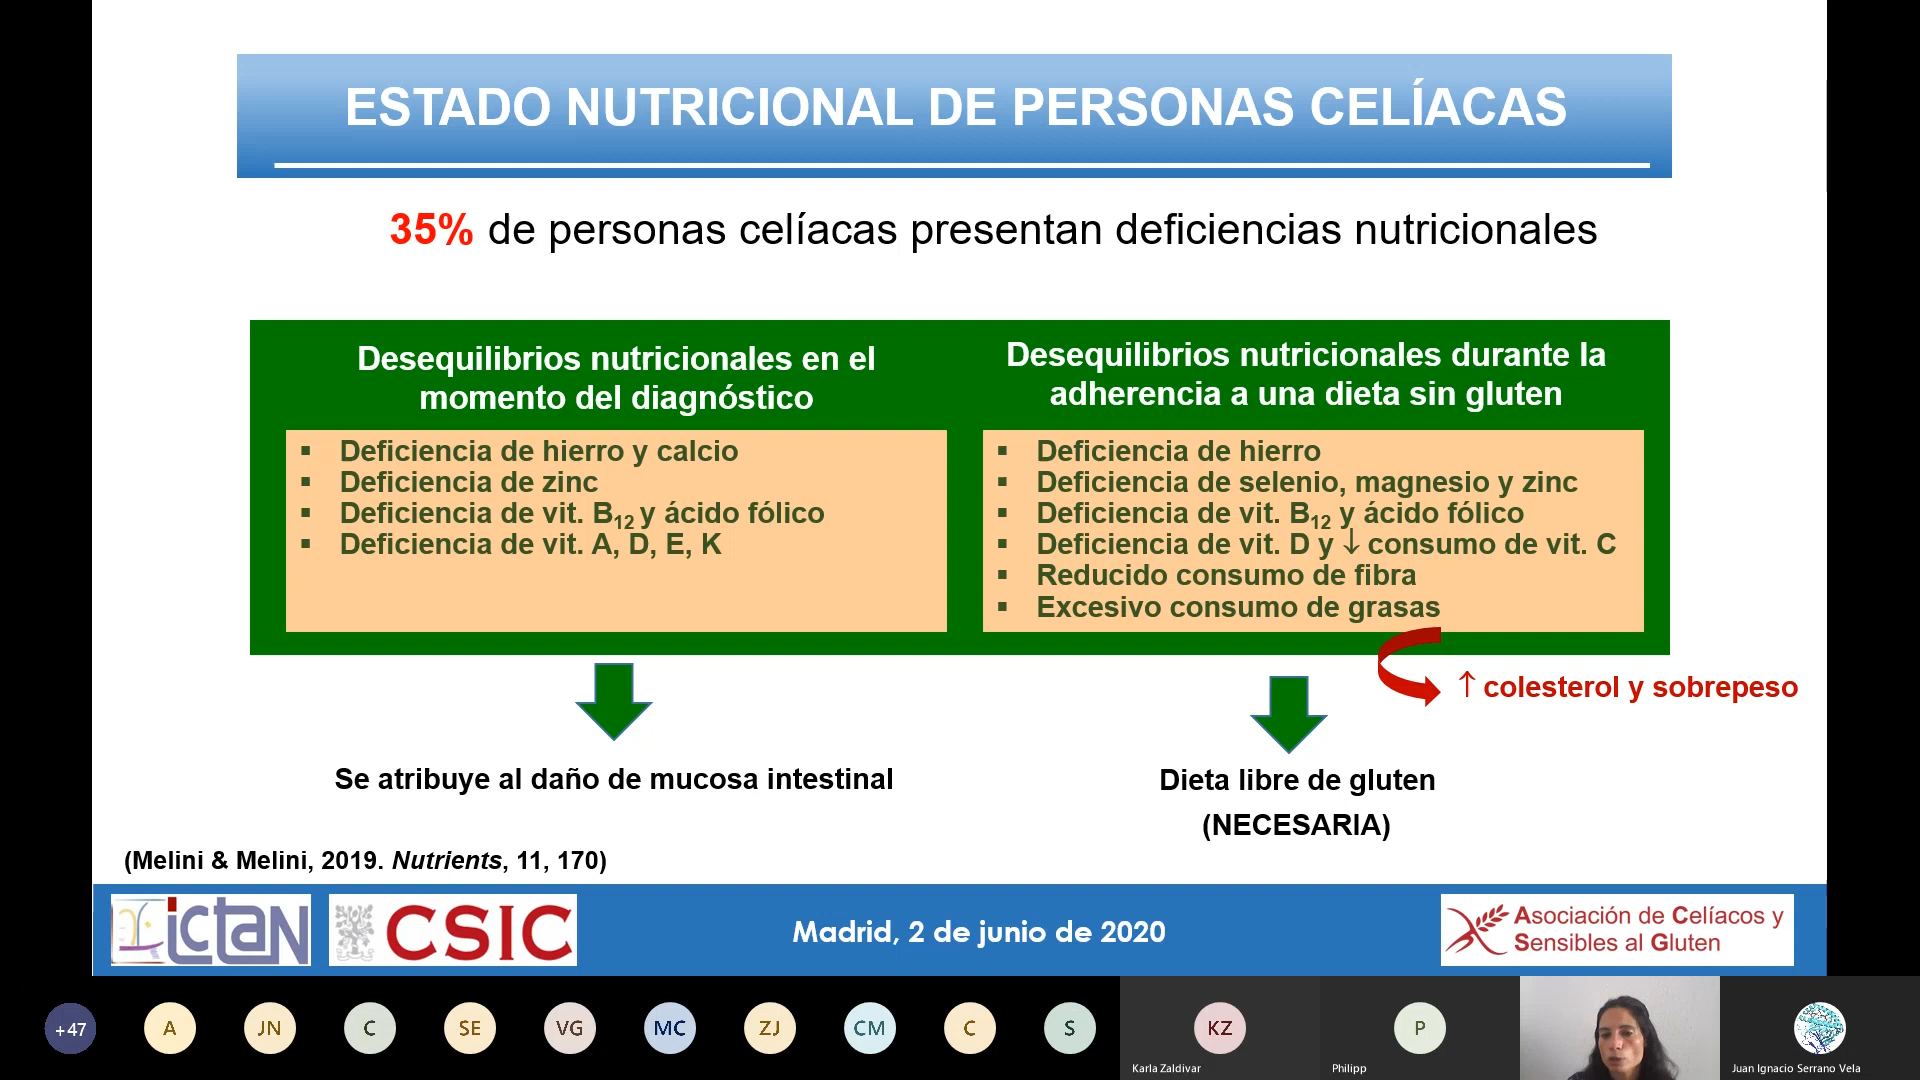 ESTADO NUTRICIONAL DE PERSONAS CELÍACAS
35% de personas celíacas presentan deficiencias nutricionales
Desequilibrios nutricionales en el
momento del diagnóstico
▪ Deficiencia de hierro y calcio
▪ Deficiencia de zinc
▪ Deficiencia de vit. B12 y ácido fólico
▪ Deficiencia de vit. A, D, E, K
Desequilibrios nutricionales durante la
adherencia a una dieta sin gluten
▪ Deficiencia de hierro
▪ Deficiencia de selenio, magnesio y zinc
▪ Deficiencia de vit. B12 y ácido fólico
▪ Deficiencia de vit. D y ↓ consumo de vit. C
▪ Reducido consumo de fibra
▪ Excesivo consumo de grasas
↑ colesterol y sobrepeso
Se atribuye al daño de mucosa intestinal
Dieta libre de gluten
(NECESARIA)
(Melini & Melini, 2019. Nutrients, 11, 170)
ictan
CSIC
Madrid, 2 de junio de 2020
Asociación de Celíacos y
Sensibles al Gluten
+47
A
JN
C
SE
VG
MC
ZJ
CM
C
S
KZ
P
Karla Zaldivar
Philipp
Juan Ignacio Serrano Vela